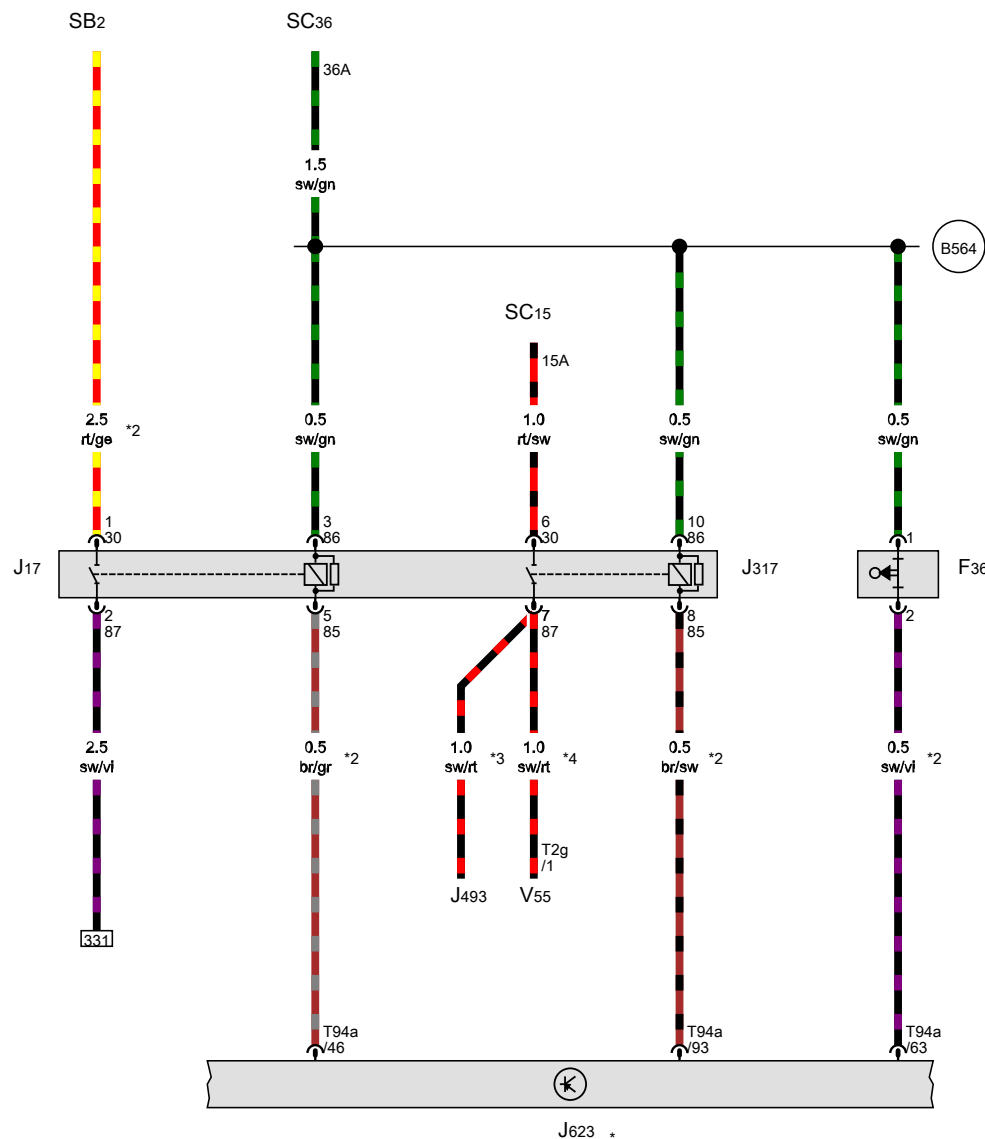 SB2
SC36
36A
1.5
sw/gn
B564
SC15
15A
2.5
rt/ge *2
0.5
sw/gn
1.0
rt/sw
0.5
sw/gn
0.5
sw/gn
1
30
3
86
6
30
10
86
1
J17
J317
F36
2
87
5
85
7
87
8
85
2
2.5
sw/vi
0.5
br/gr *2
1.0
sw/rt *3
1.0
sw/rt *4
0.5
br/sw *2
0.5
sw/vi *2
T2g
/1
J493
V55
331
T94a
/46
T94a
/93
T94a
/63
J623 *